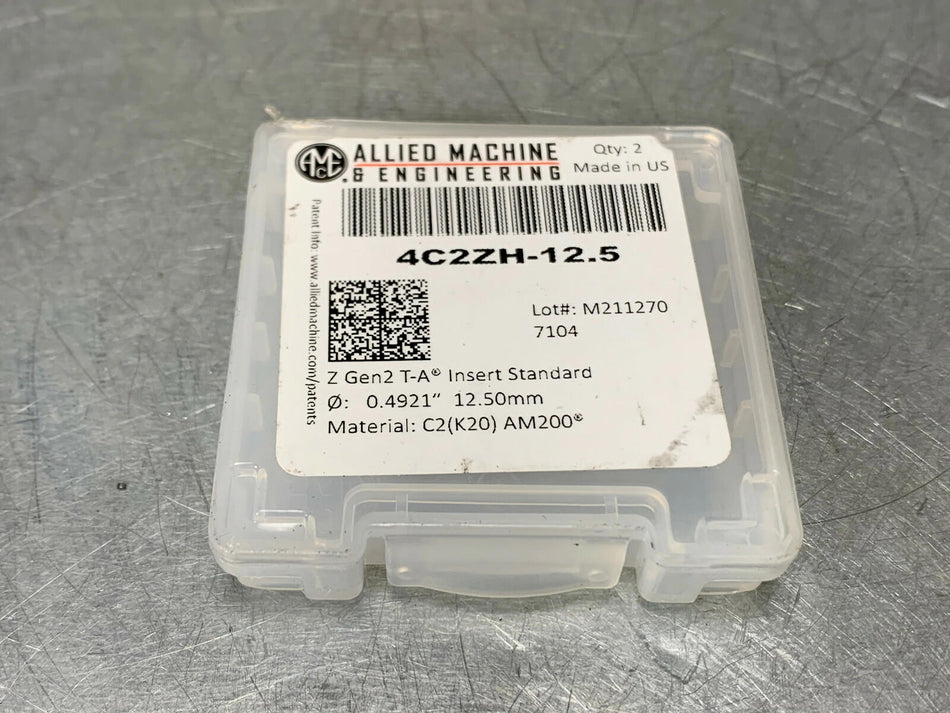 AMEC
ALLIED MACHINE
& ENGINEERING
Qty: 2
Made in US
4C2ZH-12.5
Patent Info: www.alliedmachine.com/patents
Lot#: M211270
7104
Z Gen2 T-A® Insert Standard
Ø: 0.4921” 12.50mm
Material: C2(K20) AM200®